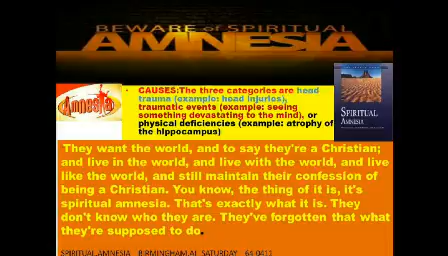 BEWARE of SPIRITUAL
AMNESIA
Amnesia
• CAUSES:The three categories are head
trauma (example: head injuries),
traumatic events (example: seeing
something devastating to the mind), or
physical deficiencies (example: atrophy of
the hippocampus)
SPIRITUAL
AMNESIA
They want the world, and to say they're a Christian;
and live in the world, and live with the world, and live
like the world, and still maintain their confession of
being a Christian. You know, the thing of it is, it's
spiritual amnesia. That's exactly what it is. They
don't know who they are. They've forgotten that what
they're supposed to do.
SPIRITUAL.AMNESIA BIRMINGHAM.AL SATURDAY 64-0411